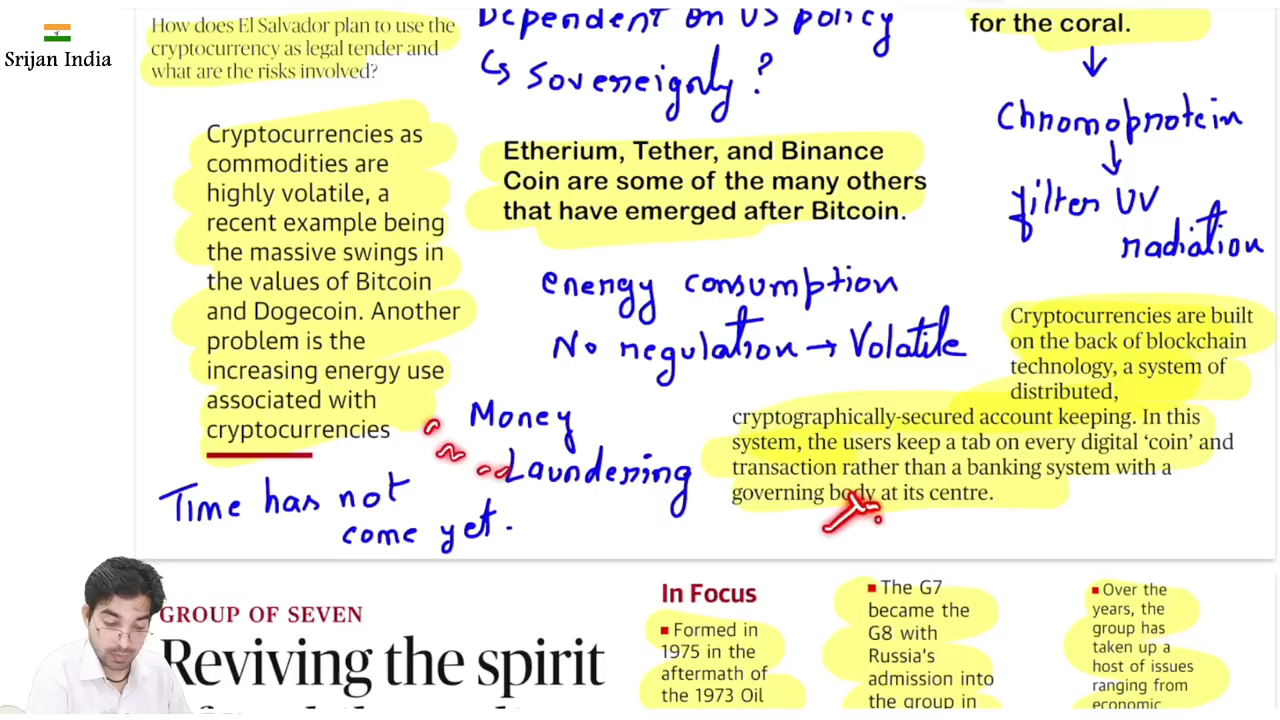 Srijan India
How does El Salvador plan to use the
cryptocurrency as legal tender and
what are the risks involved?
Dependent on US policy
↳ Sovereignly?
for the coral.
↓
Chromoprotein
↓
filter UV
radiation
Cryptocurrencies as
commodities are
highly volatile, a
recent example being
the massive swings in
the values of Bitcoin
and Dogecoin. Another
problem is the
increasing energy use
associated with
cryptocurrencies
Etherium, Tether, and Binance
Coin are some of the many others
that have emerged after Bitcoin.
energy consumption
No regulation → Volatile
Money
Laundering
Time has not
come yet.
Cryptocurrencies are built
on the back of blockchain
technology, a system of
distributed,
cryptographically-secured account keeping. In this
system, the users keep a tab on every digital ‘coin’ and
transaction rather than a banking system with a
governing body at its centre.
GROUP OF SEVEN
Reviving the spirit
In Focus
■ Formed in
1975 in the
aftermath of
the 1973 Oil
■ The G7
became the
G8 with
Russia's
admission into
the group in
■ Over the
years, the
group has
taken up a
host of issues
ranging from
economic